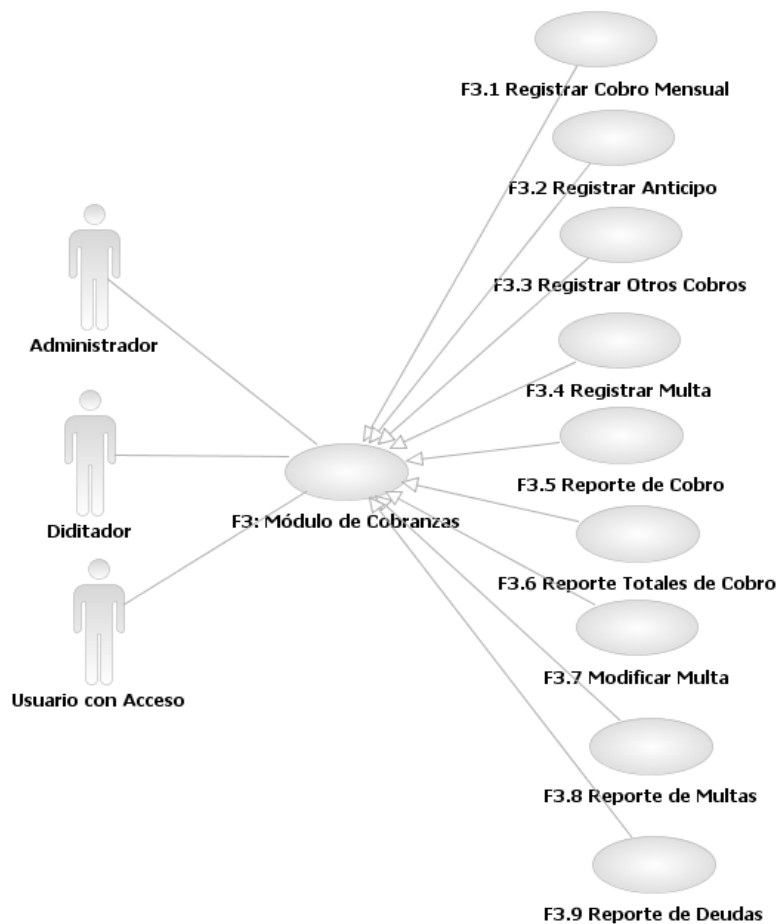 F3.1 Registrar Cobro Mensual
F3.2 Registrar Anticipo
F3.3 Registrar Otros Cobros
Administrador
F3.4 Registrar Multa
F3.5 Reporte de Cobro
Diditador
F3: Módulo de Cobranzas
F3.6 Reporte Totales de Cobro
F3.7 Modificar Multa
Usuario con Acceso
F3.8 Reporte de Multas
F3.9 Reporte de Deudas